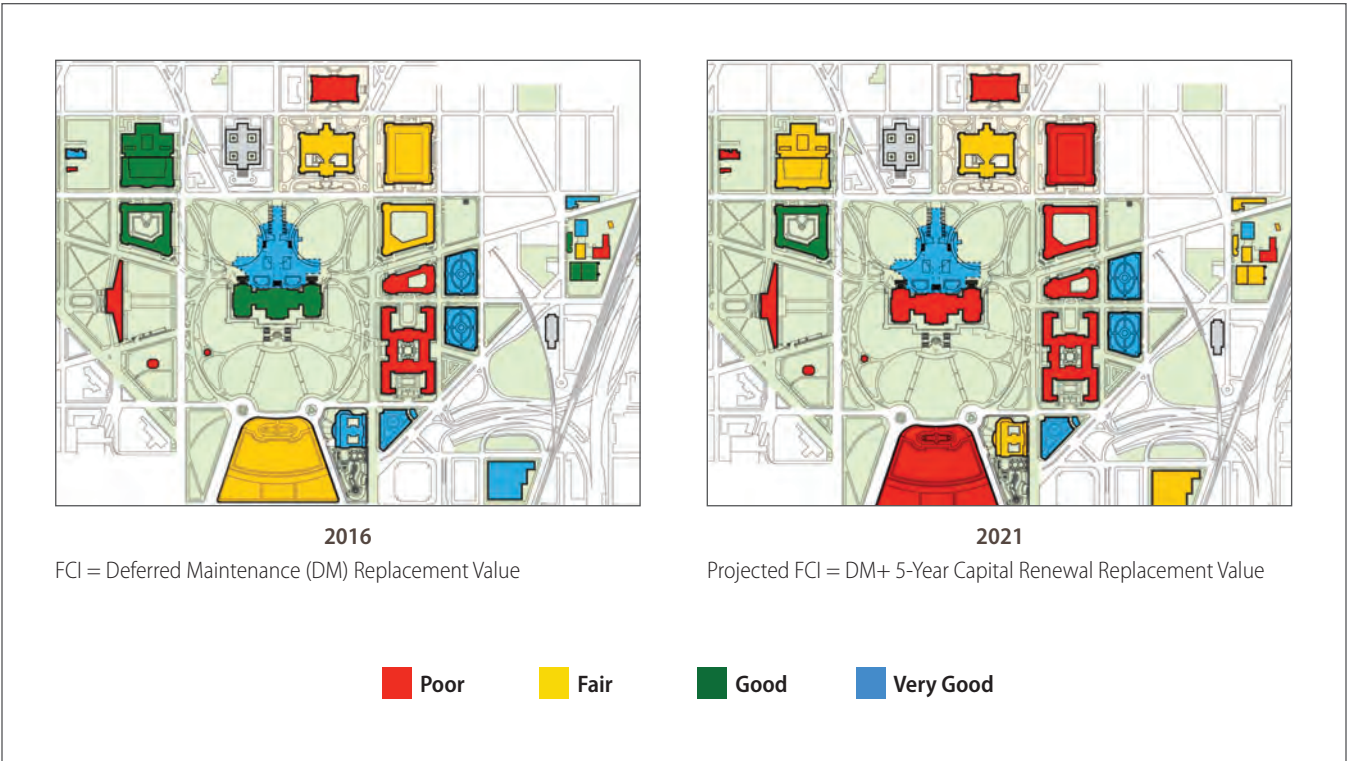 2016
FCI = Deferred Maintenance (DM) Replacement Value
2021
Projected FCI = DM+ 5-Year Capital Renewal Replacement Value
Poor
Fair
Good
Very Good